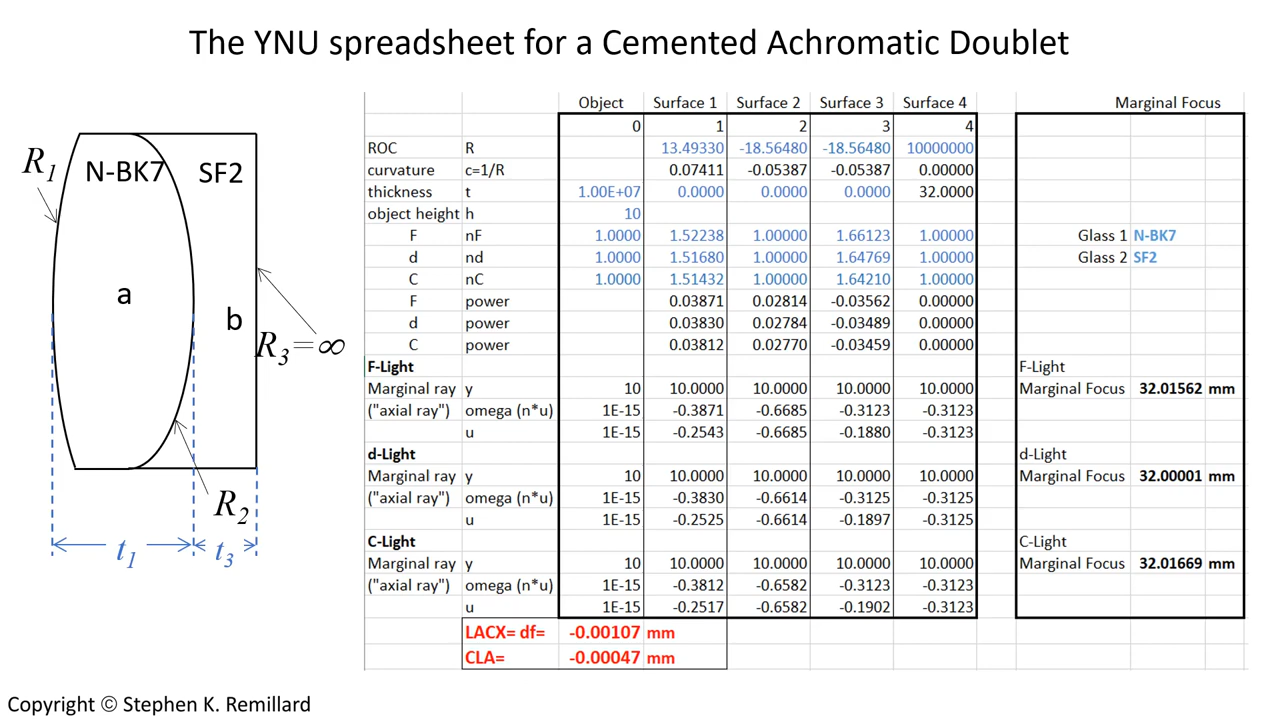 The YNU spreadsheet for a Cemented Achromatic Doublet
R1
N-BK7
SF2
a
b
R3=∞
R2
t1
t3
Object Surface 1 Surface 2 Surface 3 Surface 4 Marginal Focus
0 1 2 3 4
ROC R 13.49330 -18.56480 -18.56480 10000000
curvature c=1/R 0.07411 -0.05387 -0.05387 0.00000
thickness t 1.00E+07 0.0000 0.0000 0.0000 32.0000
object height h 10
F nF 1.0000 1.52238 1.00000 1.66123 1.00000 Glass 1 N-BK7
d nd 1.0000 1.51680 1.00000 1.64769 1.00000 Glass 2 SF2
C nC 1.0000 1.51432 1.00000 1.64210 1.00000
F power 0.03871 0.02814 -0.03562 0.00000
d power 0.03830 0.02784 -0.03489 0.00000
C power 0.03812 0.02770 -0.03459 0.00000
F-Light F-Light
Marginal ray y 10 10.0000 10.0000 10.0000 10.0000 Marginal Focus 32.01562 mm
("axial ray") omega (n*u) 1E-15 -0.3871 -0.6685 -0.3123 -0.3123
u 1E-15 -0.2543 -0.6685 -0.1880 -0.3123
d-Light d-Light
Marginal ray y 10 10.0000 10.0000 10.0000 10.0000 Marginal Focus 32.00001 mm
("axial ray") omega (n*u) 1E-15 -0.3830 -0.6614 -0.3125 -0.3125
u 1E-15 -0.2525 -0.6614 -0.1897 -0.3125
C-Light C-Light
Marginal ray y 10 10.0000 10.0000 10.0000 10.0000 Marginal Focus 32.01669 mm
("axial ray") omega (n*u) 1E-15 -0.3812 -0.6582 -0.3123 -0.3123
u 1E-15 -0.2517 -0.6582 -0.1902 -0.3123
LACX= df= -0.00107 mm
CLA= -0.00047 mm
Copyright © Stephen K. Remillard